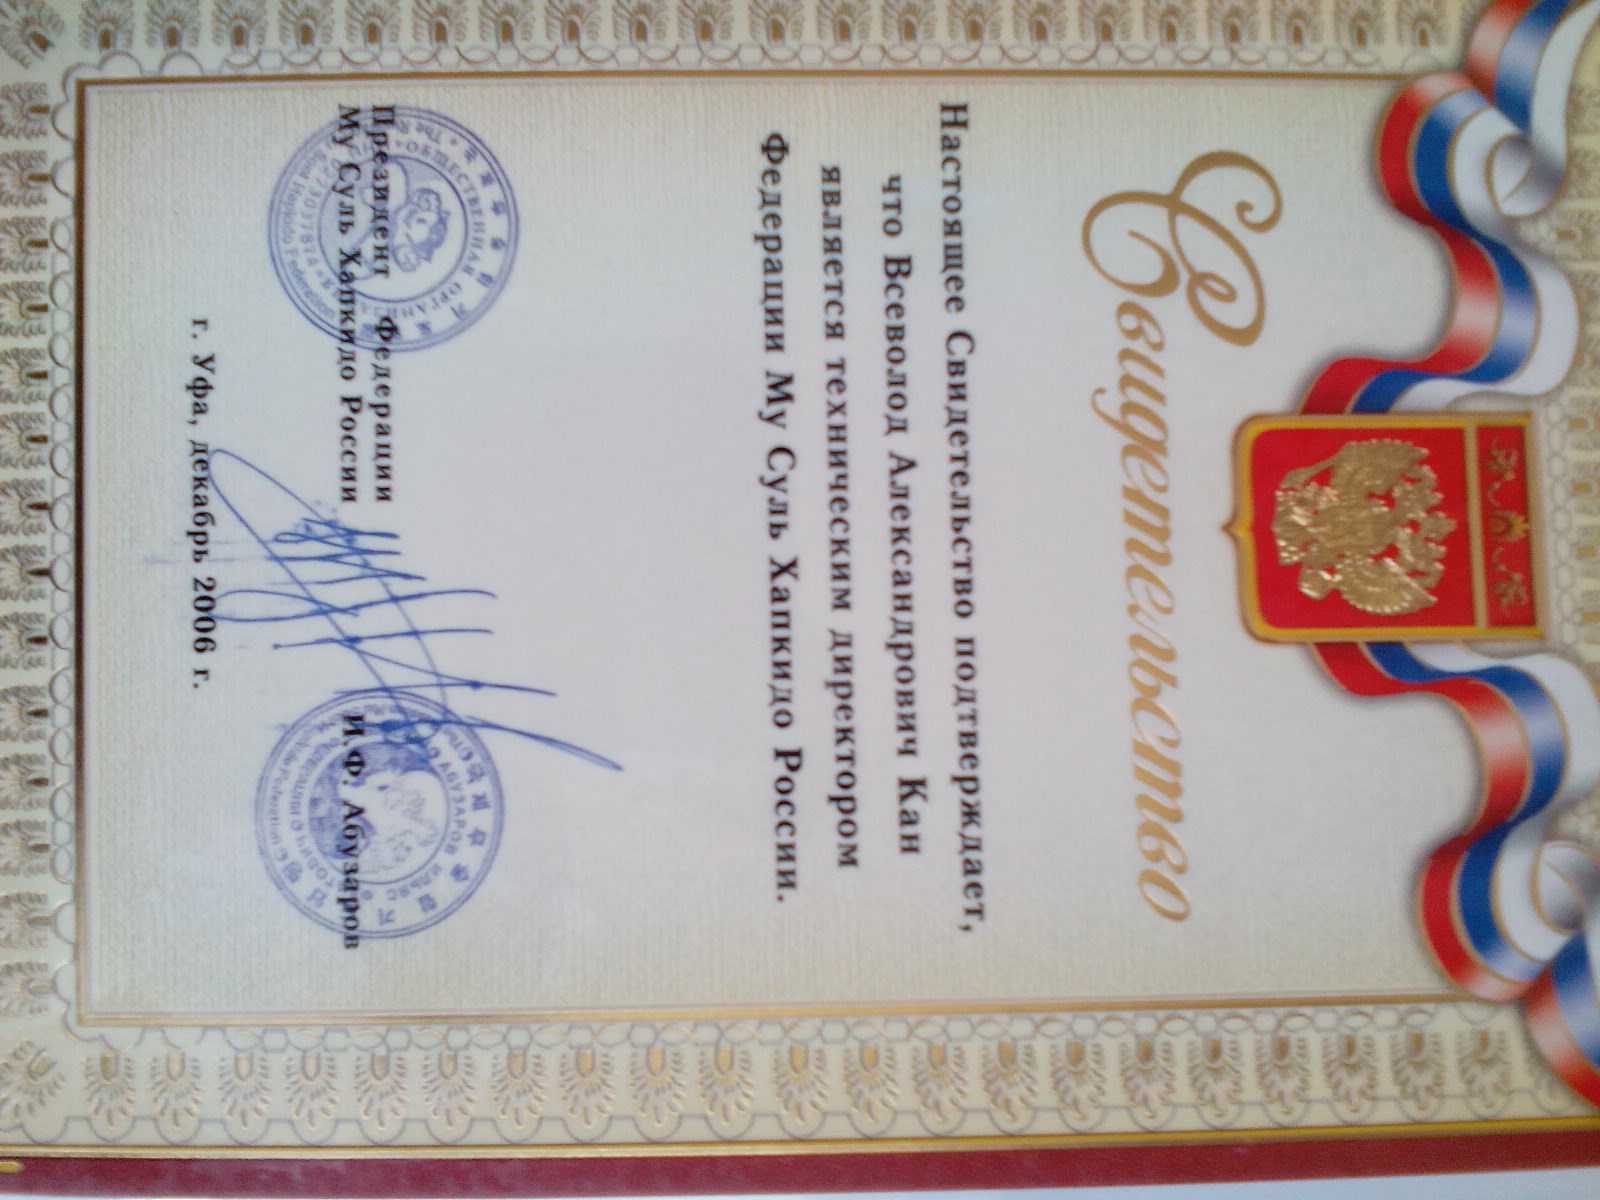 Свидетельство
Настоящее Свидетельство подтверждает,
что Всеволод Александрович Кан
является техническим директором
Федерации Му Суль Хапкидо России.
Президент Федерации
Му Суль Хапкидо России
И.Ф. Абузаров
г. Уфа, декабрь 2006 г.